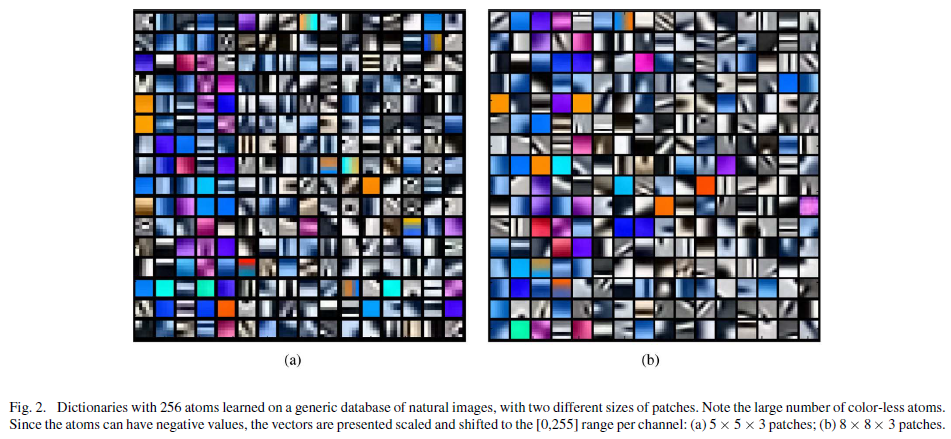 (a)
(b)
Fig. 2. Dictionaries with 256 atoms learned on a generic database of natural images, with two different sizes of patches. Note the large number of color-less atoms.
Since the atoms can have negative values, the vectors are presented scaled and shifted to the [0,255] range per channel: (a) 5 × 5 × 3 patches; (b) 8 × 8 × 3 patches.